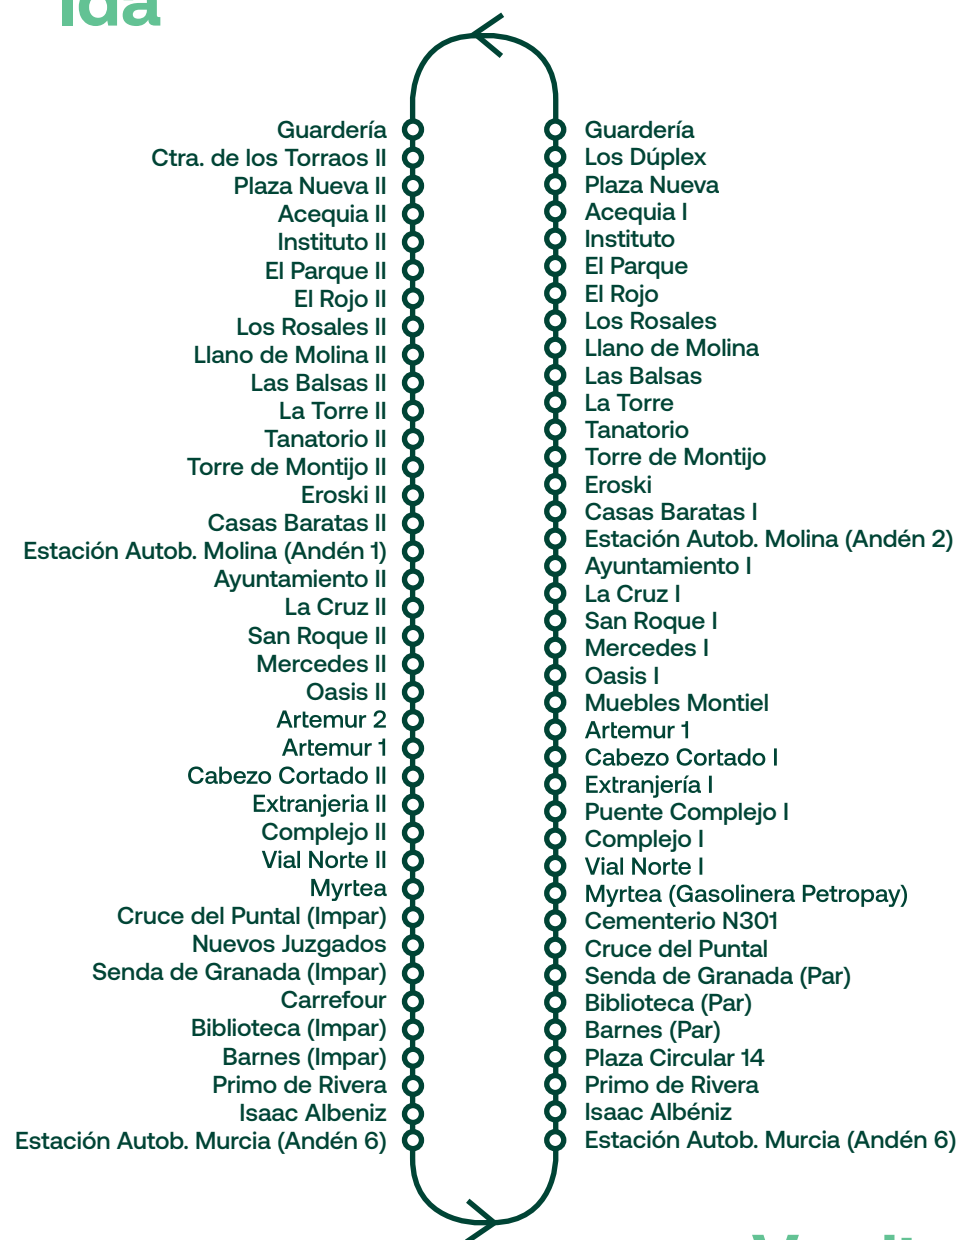 Ida
Guardería
Ctra. de los Torraos II
Plaza Nueva II
Acequia II
Instituto II
El Parque II
El Rojo II
Los Rosales II
Llano de Molina II
Las Balsas II
La Torre II
Tanatorio II
Torre de Montijo II
Eroski II
Casas Baratas II
Estación Autob. Molina (Andén 1)
Ayuntamiento II
La Cruz II
San Roque II
Mercedes II
Oasis II
Artemur 2
Artemur 1
Cabezo Cortado II
Extranjeria II
Complejo II
Vial Norte II
Myrtea
Cruce del Puntal (Impar)
Nuevos Juzgados
Senda de Granada (Impar)
Carrefour
Biblioteca (Impar)
Barnes (Impar)
Primo de Rivera
Isaac Albeniz
Estación Autob. Murcia (Andén 6)
Guardería
Los Dúplex
Plaza Nueva
Acequia I
Instituto
El Parque
El Rojo
Los Rosales
Llano de Molina
Las Balsas
La Torre
Tanatorio
Torre de Montijo
Eroski
Casas Baratas I
Estación Autob. Molina (Andén 2)
Ayuntamiento I
La Cruz I
San Roque I
Mercedes I
Oasis I
Muebles Montiel
Artemur 1
Cabezo Cortado I
Extranjería I
Puente Complejo I
Complejo I
Vial Norte I
Myrtea (Gasolinera Petropay)
Cementerio N301
Cruce del Puntal
Senda de Granada (Par)
Biblioteca (Par)
Barnes (Par)
Plaza Circular 14
Primo de Rivera
Isaac Albéniz
Estación Autob. Murcia (Andén 6)